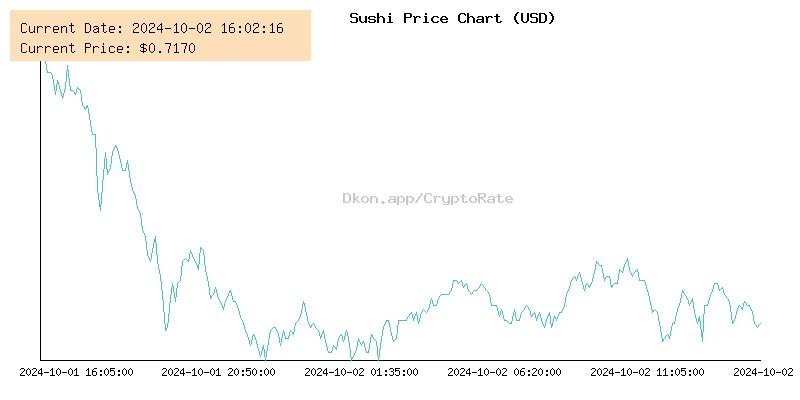 Sushi Price Chart (USD)
Current Date: 2024-10-02 16:02:16
Current Price: $0.7170
Dkon.app/CryptoRate
2024-10-01 16:05:00 2024-10-01 20:50:00 2024-10-02 01:35:00 2024-10-02 06:20:00 2024-10-02 11:05:00 2024-10-02